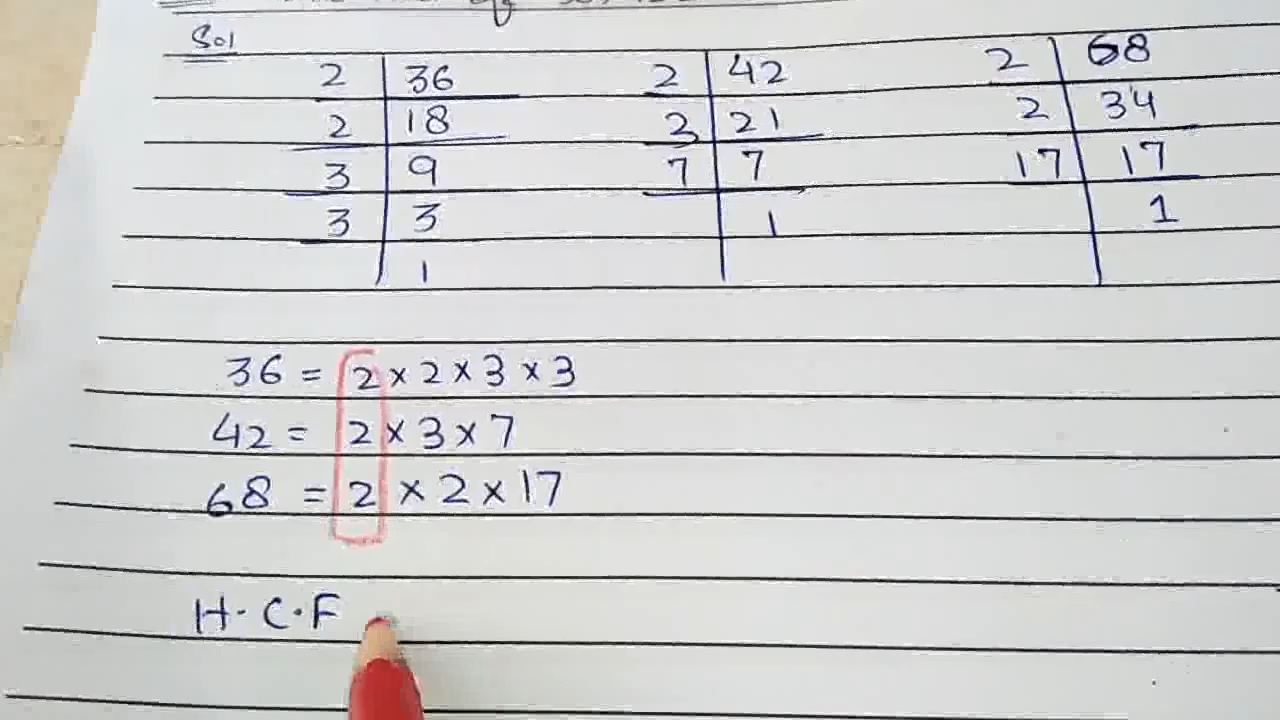 of
Sol
2 36 2 42 2 68
2 18 3 21 2 34
3 9 7 7 17 17
3 3 1 1
1
36 = 2 × 2 × 3 × 3
42 = 2 × 3 × 7
68 = 2 × 2 × 17
H.C.F